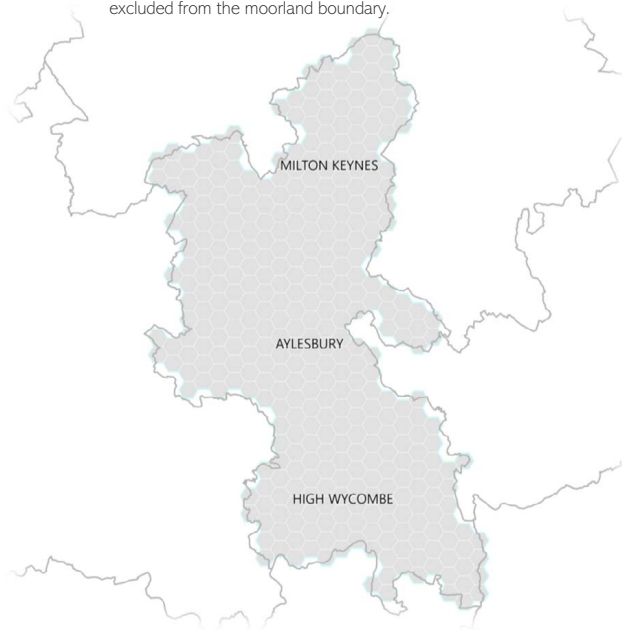 excluded from the moorland boundary.
MILTON KEYNES
AYLESBURY
HIGH WYCOMBE